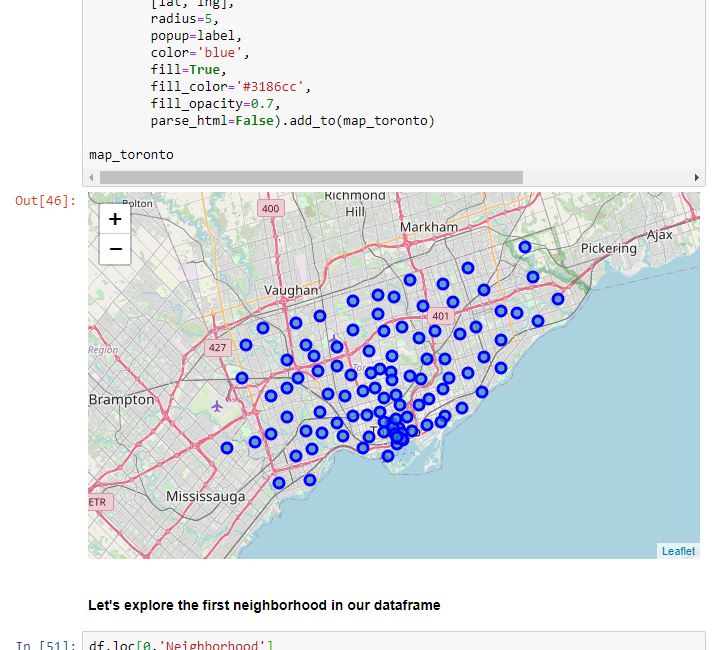 [lat, lng],
radius=5,
popup=label,
color='blue',
fill=True,
fill_color='#3186cc',
fill_opacity=0.7,
parse_html=False).add_to(map_toronto)
map_toronto
Out[46]:
+
−
Bolton
400
Richmond
Hill
Markham
Ajax
Pickering
Vaughan
401
427
Region
Brampton
Mississauga
ETR
Leaflet
Let's explore the first neighborhood in our dataframe
In [51]:
df.loc[0,'Neighborhood']